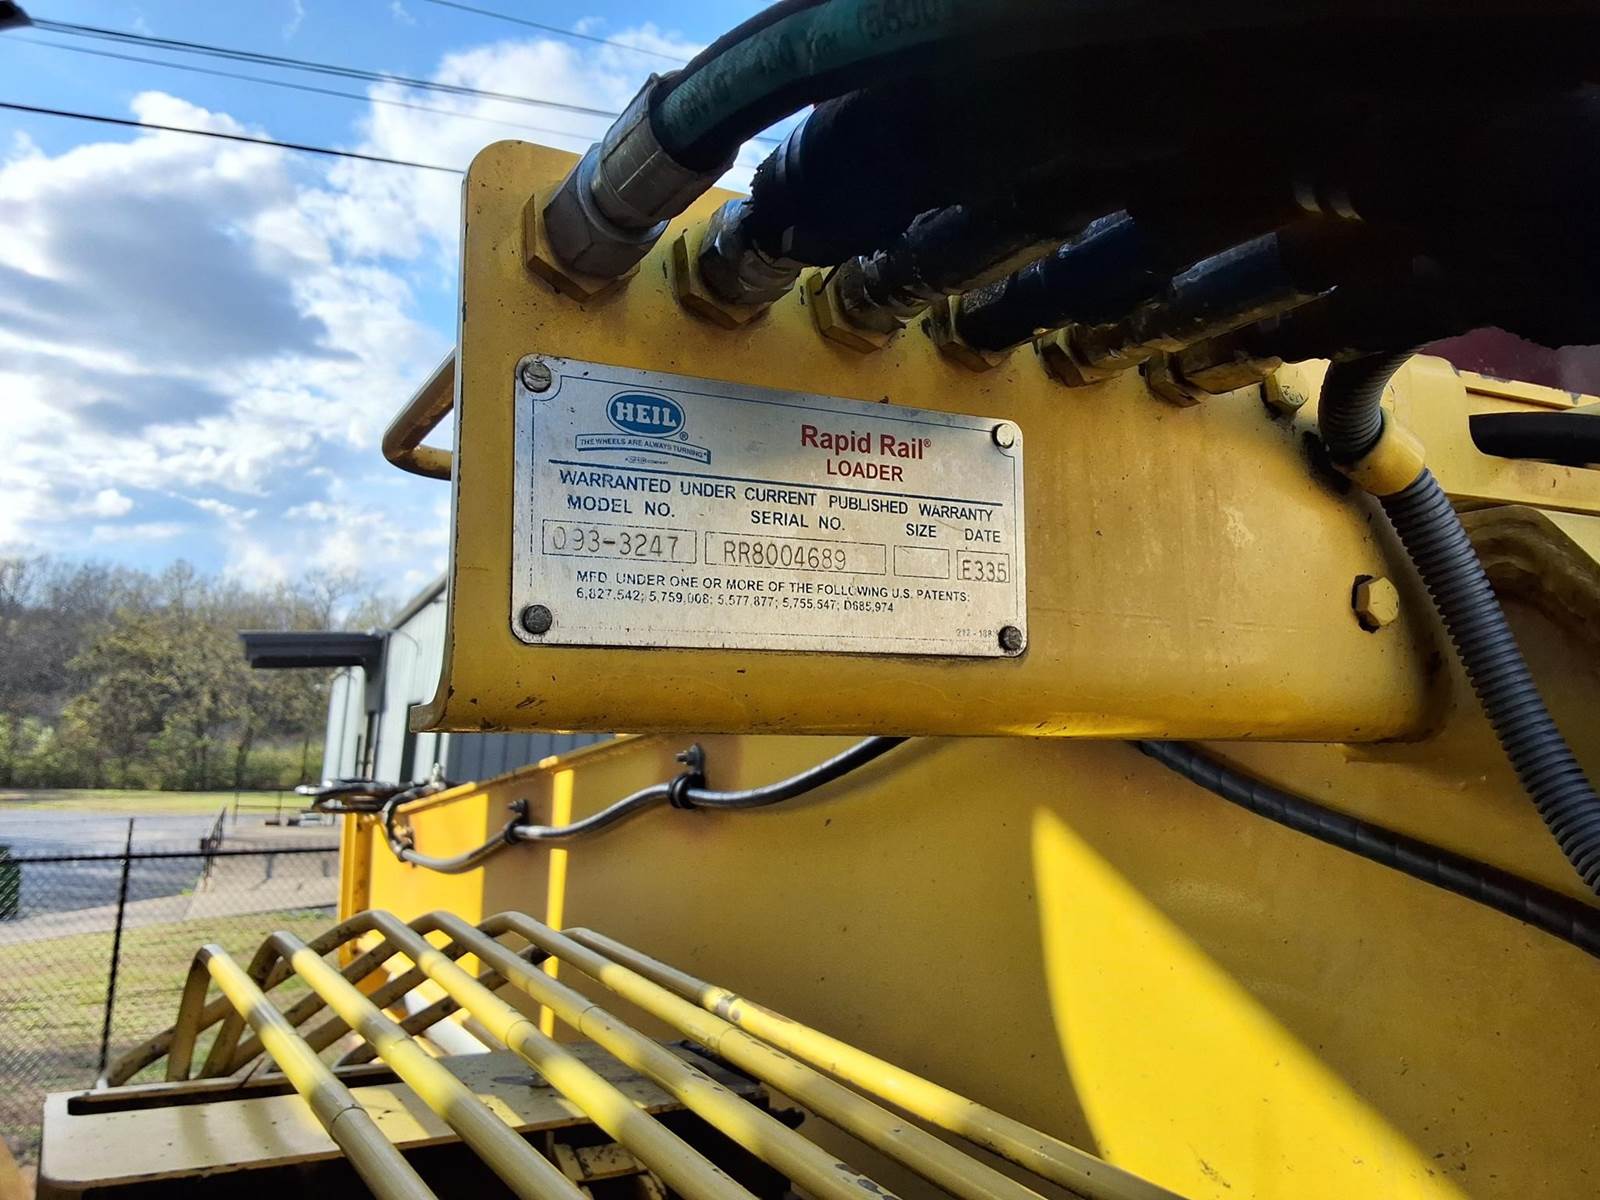 HEIL®
THE WHEELS ARE ALWAYS TURNING®
Rapid Rail®
LOADER
WARRANTED UNDER CURRENT PUBLISHED WARRANTY
MODEL NO. SERIAL NO. SIZE DATE
093-3247 RR8004689 E335
MFD. UNDER ONE OR MORE OF THE FOLLOWING U.S. PATENTS:
6,827,542; 5,759,008; 5,577,877; 5,755,547; D685,974